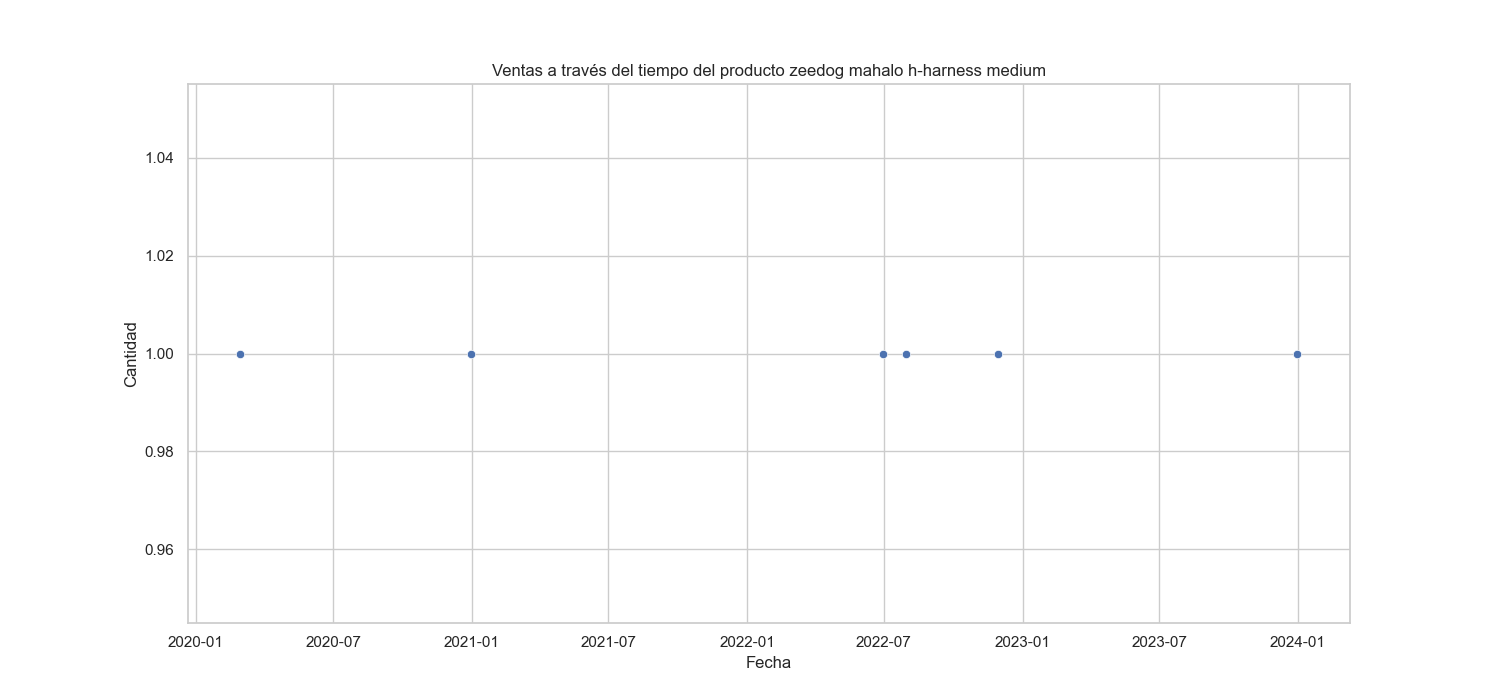 Ventas a través del tiempo del producto zeedog mahalo h-harness medium
1.04
1.02
1.00
0.98
0.96
Cantidad
2020-01 2020-07 2021-01 2021-07 2022-01 2022-07 2023-01 2023-07 2024-01
Fecha